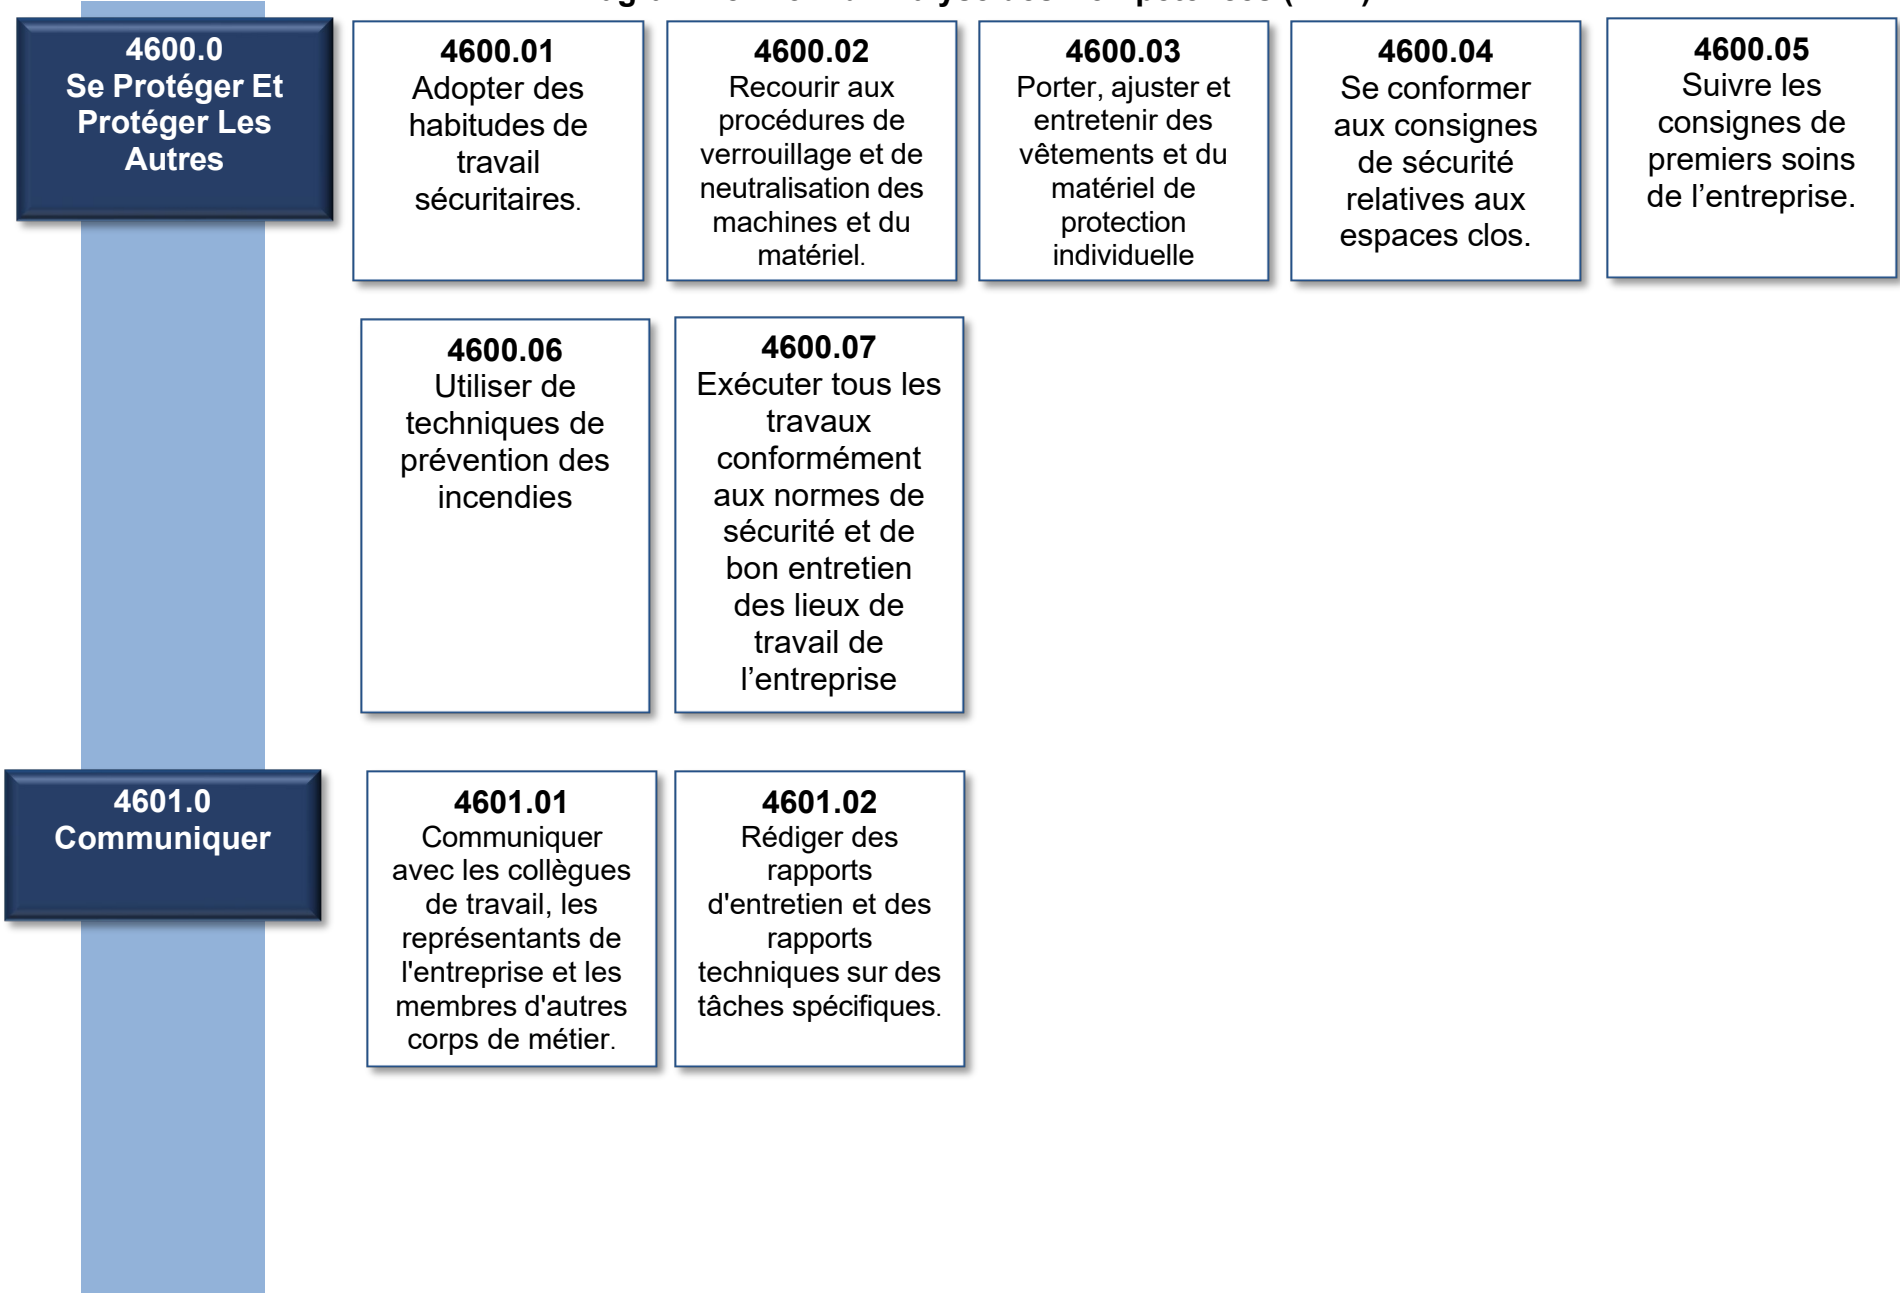 4600.0
Se Protéger Et
Protéger Les
Autres
4600.01
Adopter des
habitudes de
travail
sécuritaires.
4600.02
Recourir aux
procédures de
verrouillage et de
neutralisation des
machines et du
matériel.
4600.03
Porter, ajuster et
entretenir des
vêtements et du
matériel de
protection
individuelle
4600.04
Se conformer
aux consignes
de sécurité
relatives aux
espaces clos.
4600.05
Suivre les
consignes de
premiers soins
de l’entreprise.
4600.06
Utiliser de
techniques de
prévention des
incendies
4600.07
Exécuter tous les
travaux
conformément
aux normes de
sécurité et de
bon entretien
des lieux de
travail de
l’entreprise
4601.0
Communiquer
4601.01
Communiquer
avec les collègues
de travail, les
représentants de
l'entreprise et les
membres d'autres
corps de métier.
4601.02
Rédiger des
rapports
d'entretien et des
rapports
techniques sur des
tâches spécifiques.